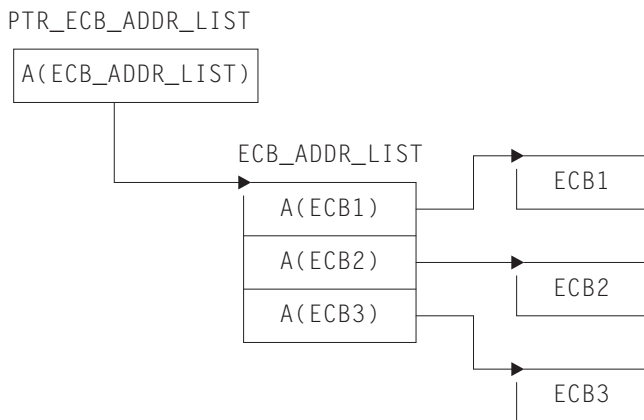 PTR_ECB_ADDR_LIST
A(ECB_ADDR_LIST)
ECB_ADDR_LIST
A(ECB1)
A(ECB2)
A(ECB3)
ECB1
ECB2
ECB3